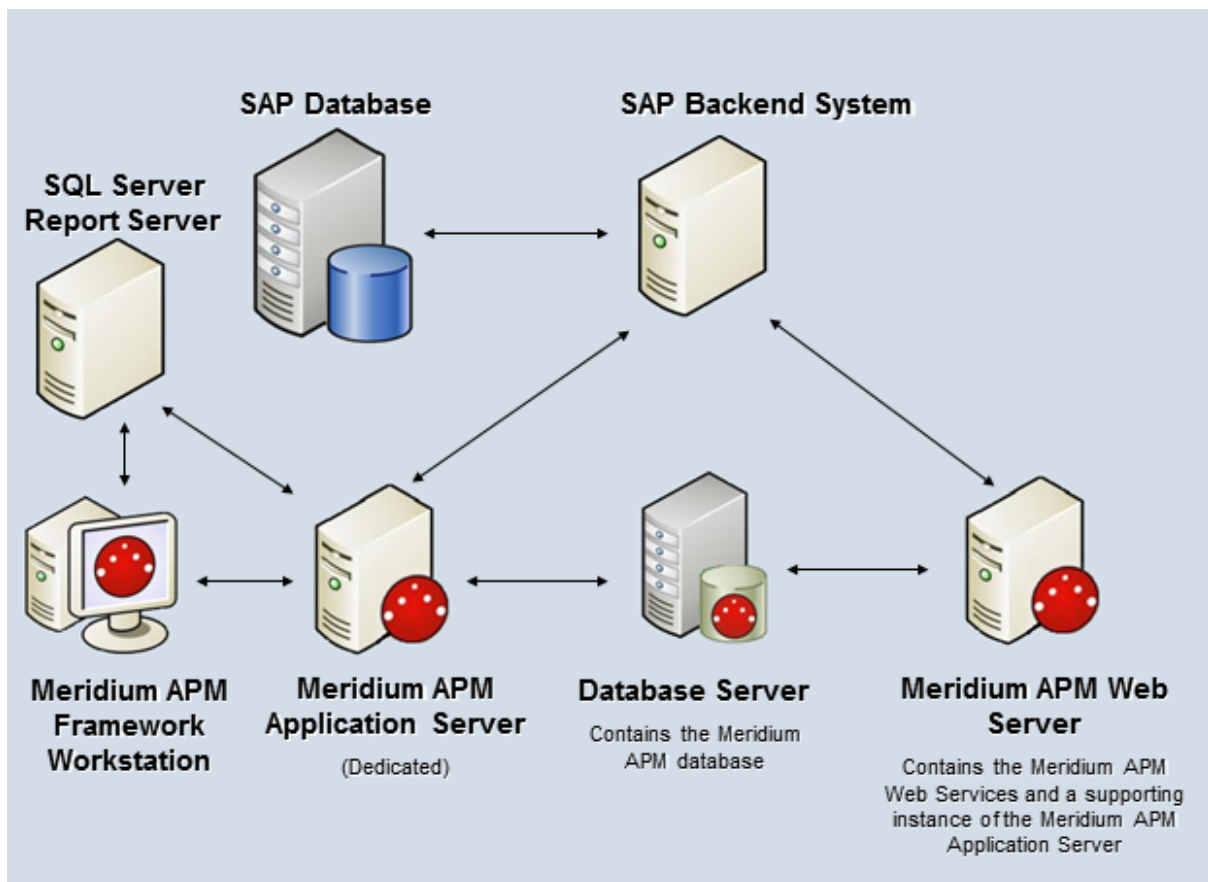 SAP Database
SAP Backend System
SQL Server
Report Server
Meridium APM
Framework
Workstation
Meridium APM
Application Server
(Dedicated)
Database Server
Contains the Meridium
APM database
Meridium APM Web
Server
Contains the Meridium APM
Web Services and a supporting
instance of the Meridium APM
Application Server